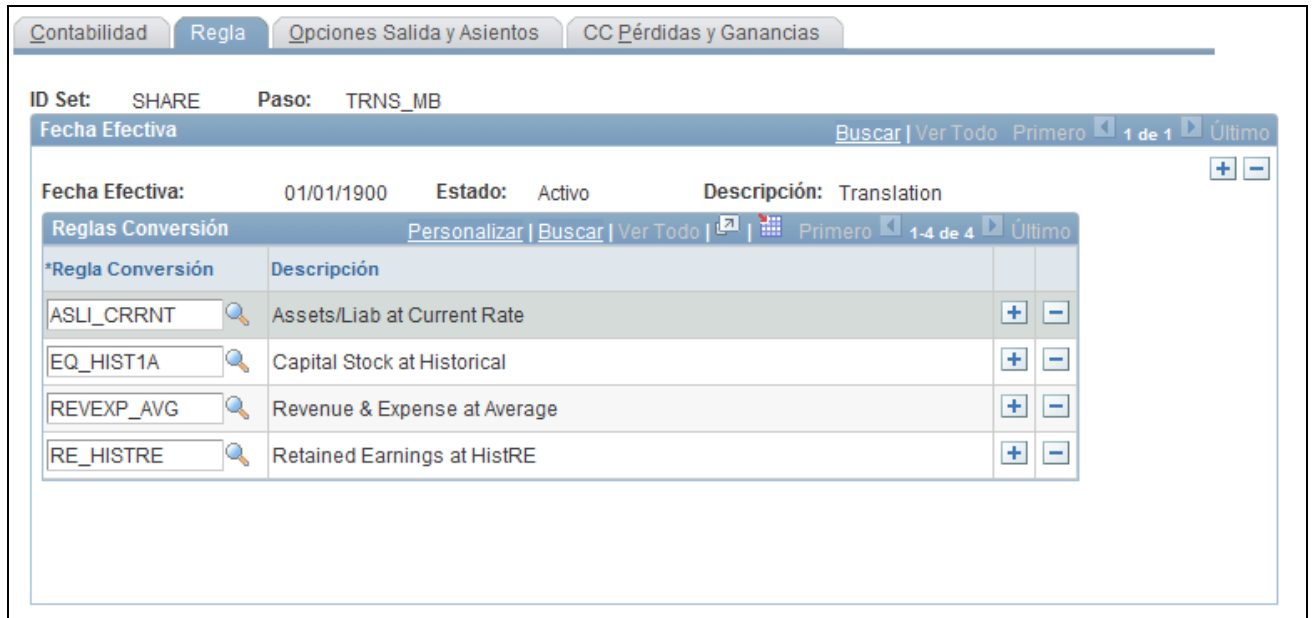 Contabilidad Regla Opciones Salida y Asientos CC Pérdidas y Ganancias
ID Set: SHARE Paso: TRNS_MB
Fecha Efectiva Buscar | Ver Todo Primero 1 de 1 Último
Fecha Efectiva: 01/01/1900 Estado: Activo Descripción: Translation
Reglas Conversión Personalizar | Buscar | Ver Todo | | Primero 1-4 de 4 Último
*Regla Conversión Descripción
ASLI_CRRNT Assets/Liab at Current Rate
EQ_HIST1A Capital Stock at Historical
REVEXP_AVG Revenue & Expense at Average
RE_HISTRE Retained Earnings at HistRE